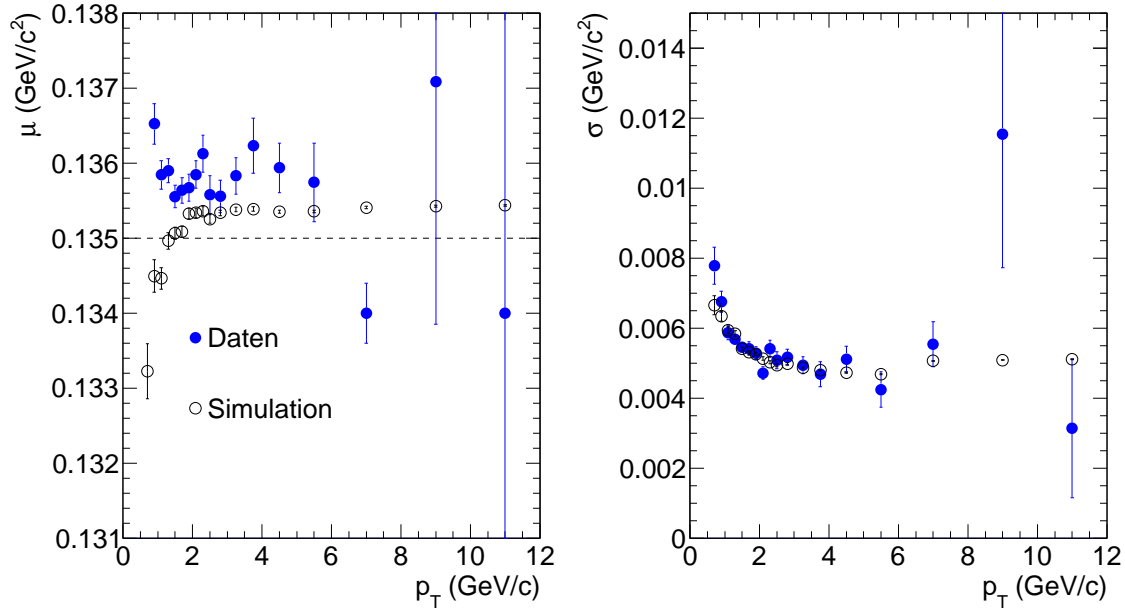 μ (GeV/c²)
0.138
0.137
0.136
0.135
0.134
0.133
0.132
0.131
Daten
Simulation
0 2 4 6 8 10 12
p_T (GeV/c)
σ (GeV/c²)
0.014
0.012
0.01
0.008
0.006
0.004
0.002
0
0 2 4 6 8 10 12
p_T (GeV/c)